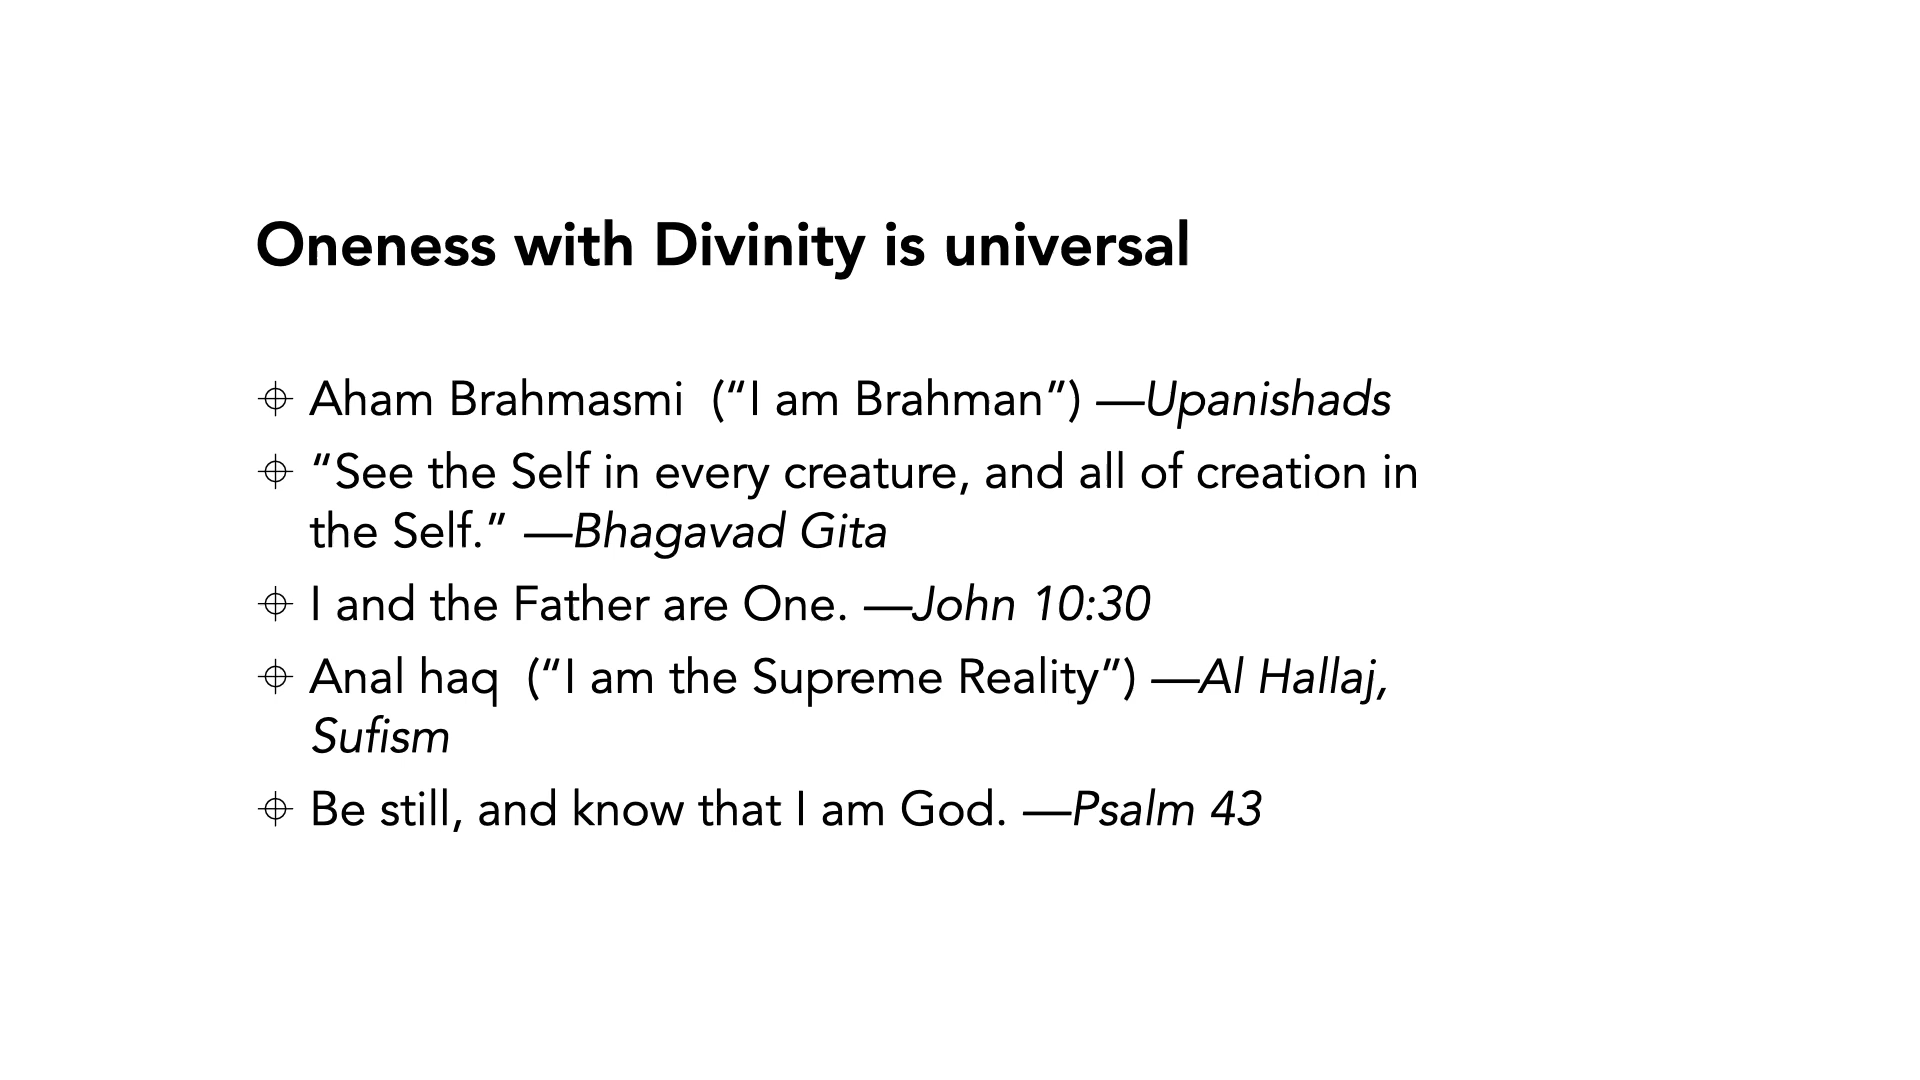 Oneness with Divinity is universal
⌖ Aham Brahmasmi  (“I am Brahman”) —Upanishads
⌖ “See the Self in every creature, and all of creation in
the Self.” —Bhagavad Gita
⌖ I and the Father are One. —John 10:30
⌖ Anal haq  (“I am the Supreme Reality”) —Al Hallaj,
Sufism
⌖ Be still, and know that I am God. —Psalm 43